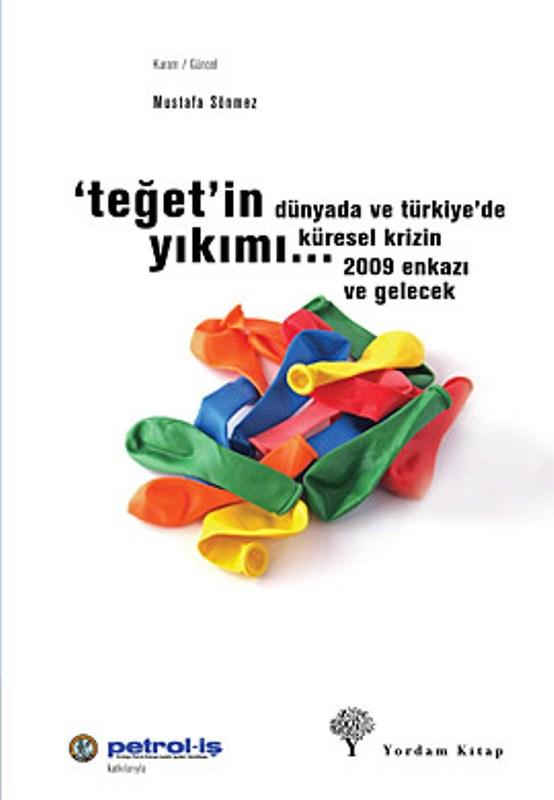 Kuram / Güncel
Mustafa Sönmez
‘teğet’in
yıkımı...
dünyada ve türkiye’de
küresel krizin
2009 enkazı
ve gelecek
petrol-iş
katkılarıyla
Yordam Kitap